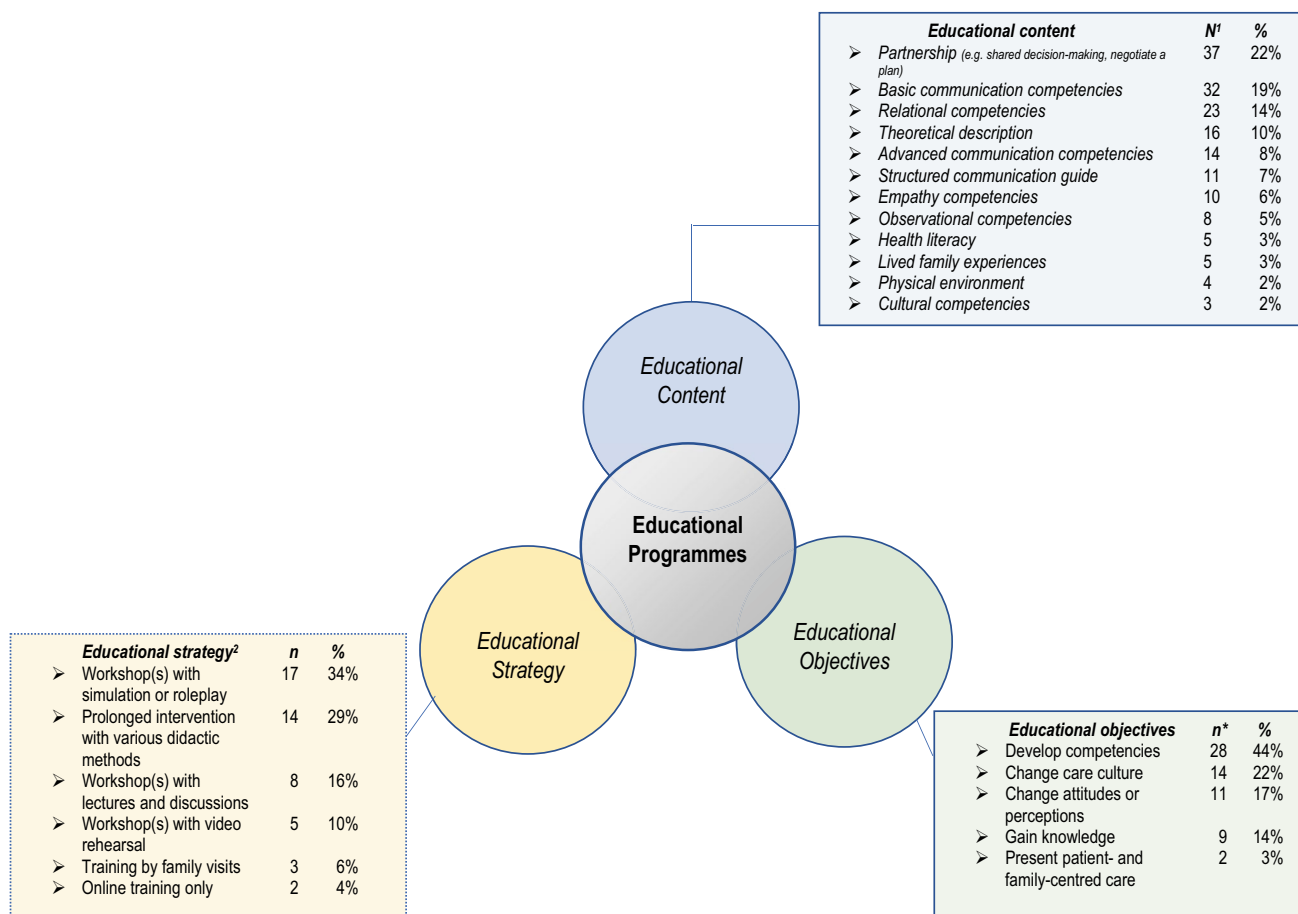 Educational content N¹ %
➢ Partnership (e.g. shared decision-making, negotiate a 37 22%
plan)
➢ Basic communication competencies 32 19%
➢ Relational competencies 23 14%
➢ Theoretical description 16 10%
➢ Advanced communication competencies 14 8%
➢ Structured communication guide 11 7%
➢ Empathy competencies 10 6%
➢ Observational competencies 8 5%
➢ Health literacy 5 3%
➢ Lived family experiences 5 3%
➢ Physical environment 4 2%
➢ Cultural competencies 3 2%
Educational
Content
Educational
Programmes
Educational
Strategy
Educational
Objectives
Educational strategy² n %
➢ Workshop(s) with 17 34%
simulation or roleplay
➢ Prolonged intervention 14 29%
with various didactic
methods
➢ Workshop(s) with 8 16%
lectures and discussions
➢ Workshop(s) with video 5 10%
rehearsal
➢ Training by family visits 3 6%
➢ Online training only 2 4%
Educational objectives n* %
➢ Develop competencies 28 44%
➢ Change care culture 14 22%
➢ Change attitudes or 11 17%
perceptions
➢ Gain knowledge 9 14%
➢ Present patient- and 2 3%
family-centred care